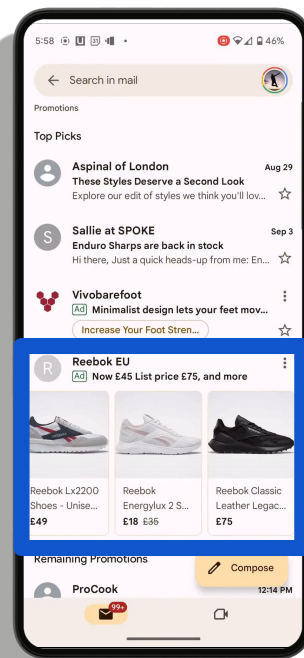 5:58 31
46%
Search in mail
Promotions
Top Picks
Aspinal of London Aug 29
These Styles Deserve a Second Look
Explore our edit of styles we think you'll lov...
S Sallie at SPOKE Sep 3
Enduro Sharps are back in stock
Hi there, Just a quick heads-up from me: En...
Vivobarefoot
Ad Minimalist design lets your feet mov...
Increase Your Foot Stren...
R Reebok EU
Ad Now £45 List price £75, and more
Reebok Lx2200
Shoes - Unise...
£49
Reebok
Energylux 2 S...
£18 £35
Reebok Classic
Leather Legac...
£75
Remaining Promotions
Compose
ProCook 12:14 PM
99+